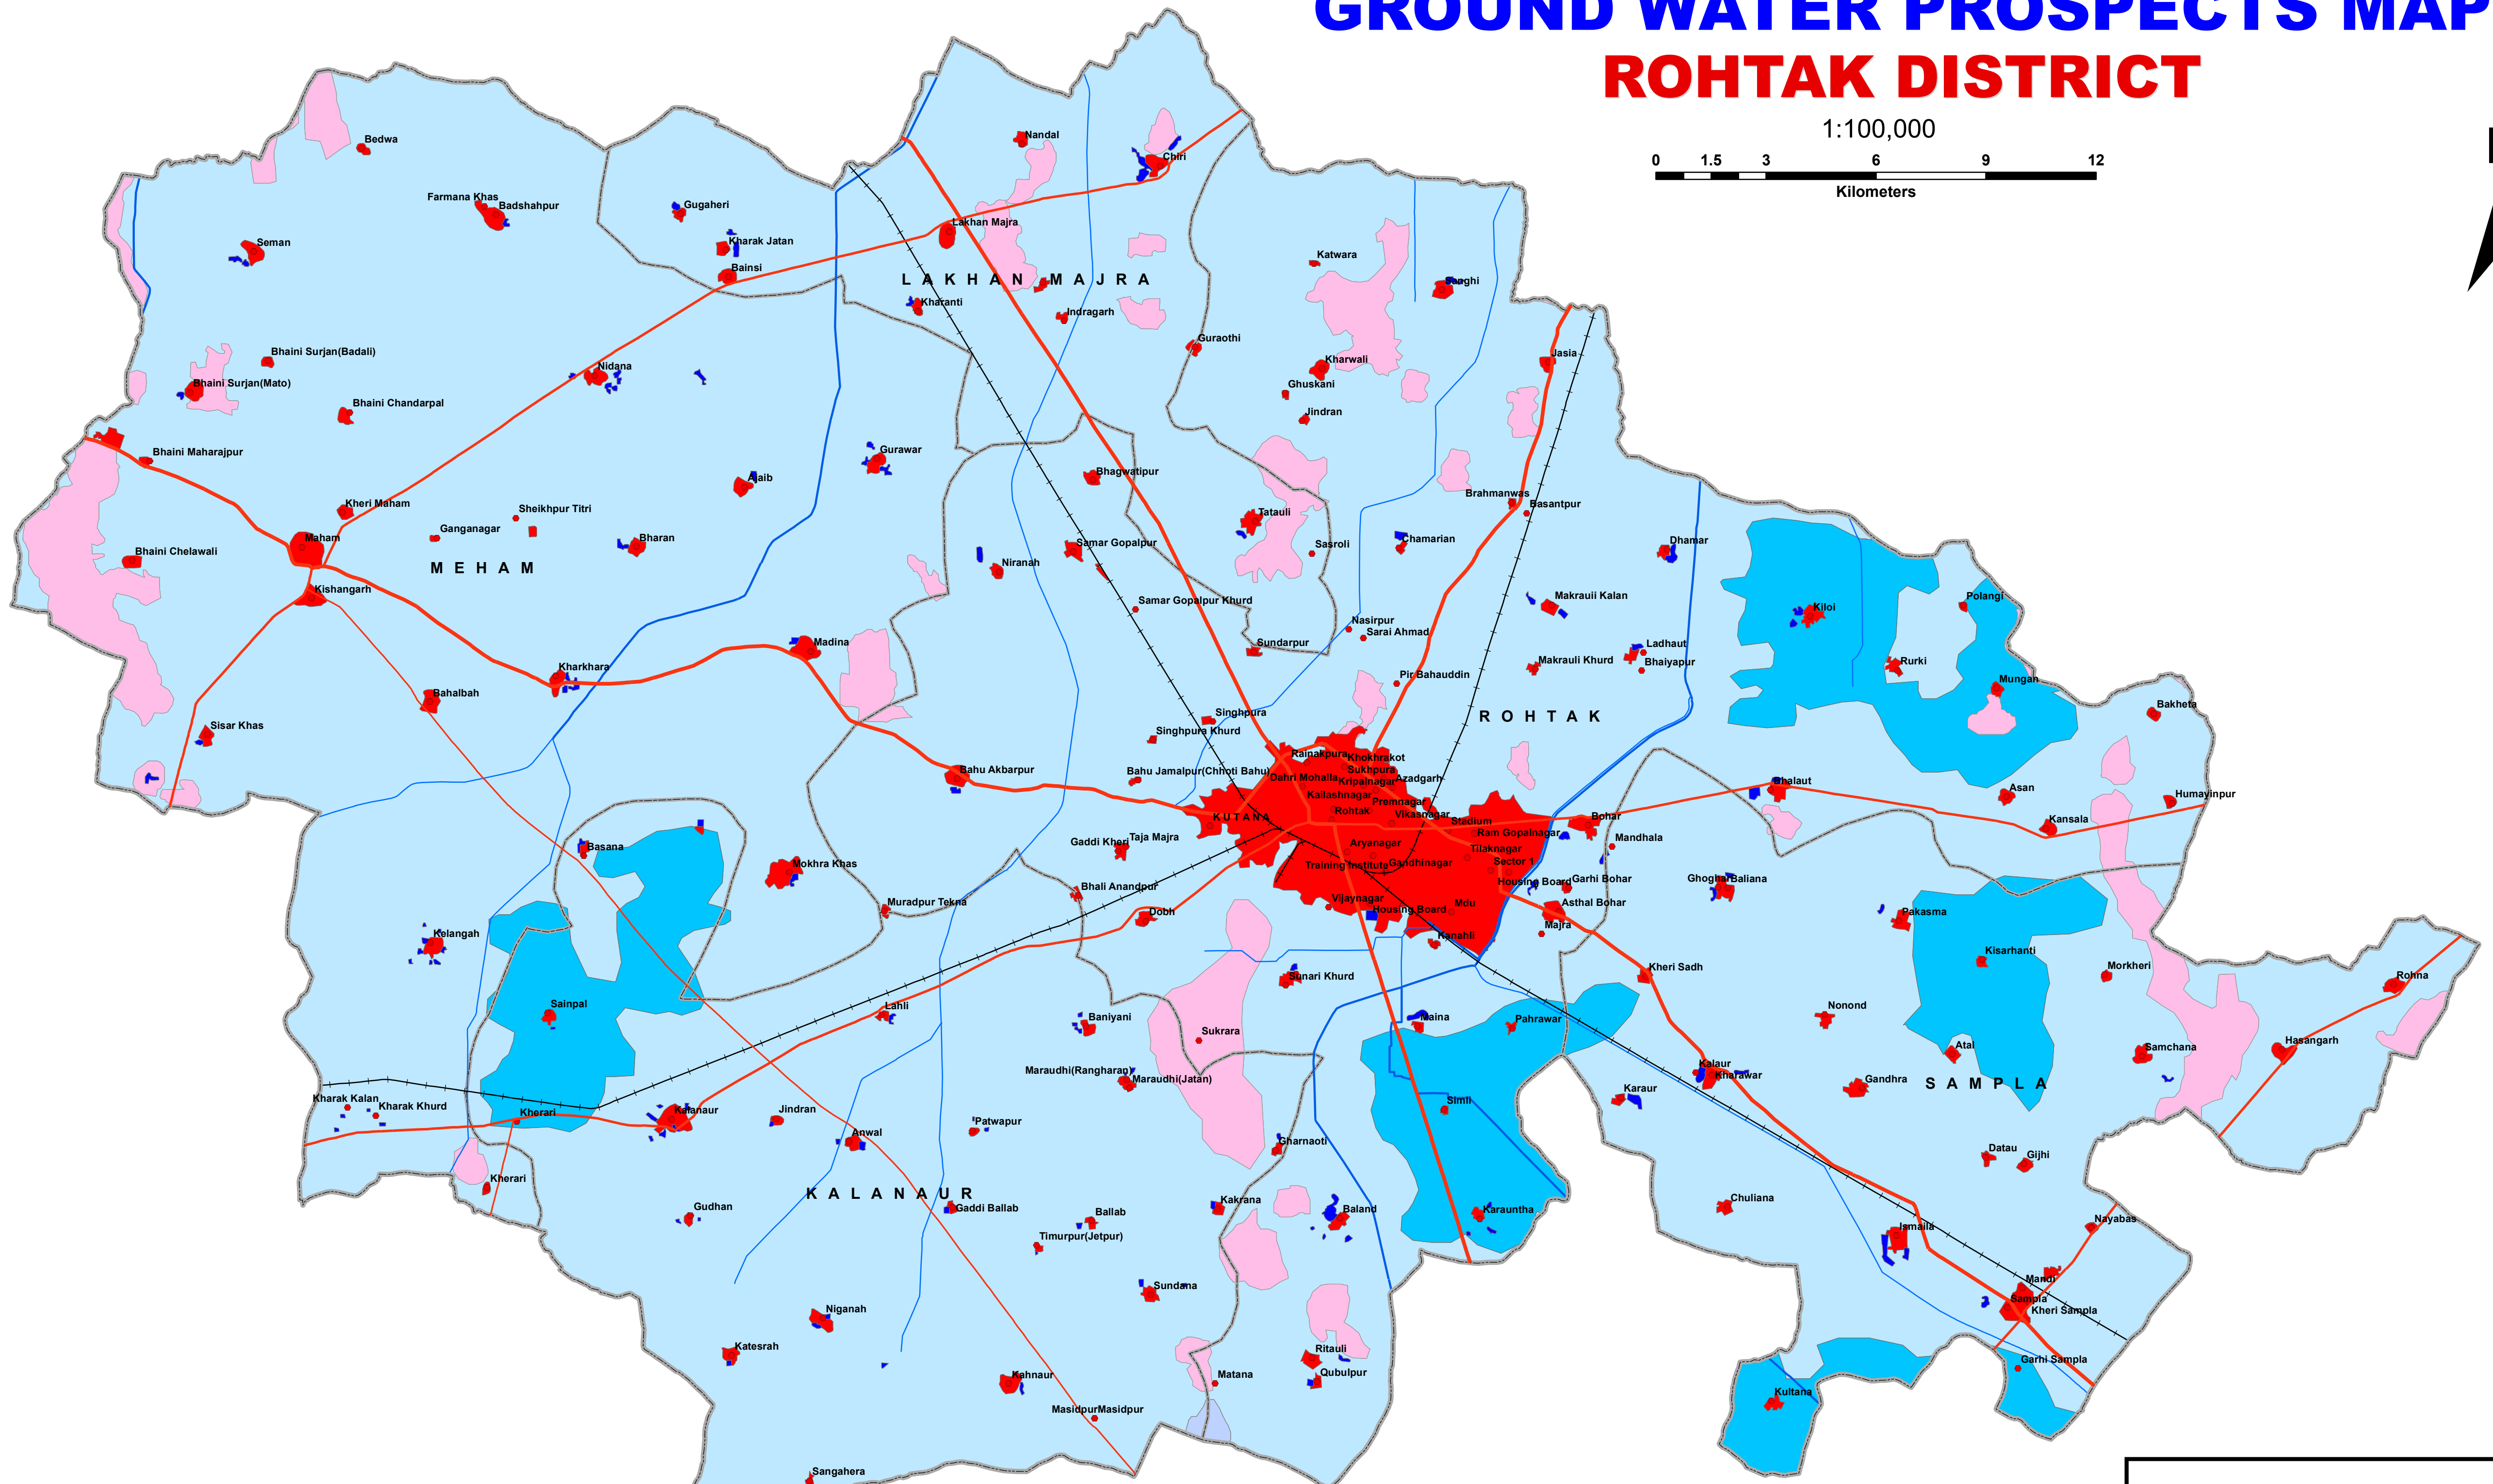 GROUND WATER PROSPECTS MAP
ROHTAK DISTRICT
1:100,000
0 1.5 3 6 9 12
Kilometers
Bedwa
Nandal
Chiri
Farmana Khas
Badshahpur
Gugaheri
Kharak Jatan
Bainsi
Seman
Lakhan Majra
LAKHAN MAJRA
Katwara
Sanghi
Kharanti
Indragarh
Guraothi
Bhaini Surjan(Badali)
Bhaini Surjan(Mato)
Nidana
Kharwali
Jasia
Ghuskani
Jindran
Bhaini Chandarpal
Bhaini Maharajpur
Gurawar
Ajaib
Bhagwatipur
Kheri Maham
Sheikhpur Titri
Ganganagar
Brahmanwas
Basantpur
Tatauli
Maham
Bharan
Bhaini Chelawali
MEHAM
Samar Gopalpur
Sasroli
Chamarian
Dhamar
Niranah
Kishangarh
Samar Gopalpur Khurd
Makrauii Kalan
Kiloi
Polangi
Nasirpur
Sarai Ahmad
Madina
Sundarpur
Ladhaut
Makrauli Khurd
Bhaiyapur
Rurki
Kharkhara
Pir Bahauddin
Mungan
Bahalbah
Bakheta
Sisar Khas
Singhpura
Singhpura Khurd
ROHTAK
Rainakpura
Khokhrakot
Bahu Akbarpur
Bahu Jamalpur(Chhoti Bahu)
Dahri Mohalla
Sukhpura
Kripalnagar
Azadgarh
Kailashnagar
Premnagar
Bhalaut
Asan
Humayinpur
KUTANA
Rohtak
Vikasnagar
Stadium
Bohar
Kansala
Ram Gopalnagar
Mandhala
Basana
Gaddi Kheri
Taja Majra
Aryanagar
Tilaknagar
Mokhra Khas
Training Institute
Gandhinagar
Sector 1
Housing Board
Garhi Bohar
Ghoghar
Baliana
Bhali Anandpur
Muradpur Tekna
Vijaynagar
Housing Board
Mdu
Asthal Bohar
Dobh
Majra
Pakasma
Kelangah
Kanahli
Kisarhanti
Sunari Khurd
Kheri Sadh
Morkheri
Rohna
Sainpal
Lahli
Baniyani
Sukrara
Maina
Pahrawar
Nonond
Atal
Samchana
Hasangarh
Maraudhi(Rangharan)
Maraudhi(Jatan)
Kalaur
Kharawar
Gandhra
SAMPLA
Kharak Kalan
Kharak Khurd
Kherari
Kalanaur
Jindran
Simli
Karaur
Patwapur
Anwal
Gharnaoti
Datau
Gijhi
Kherari
KALANAUR
Gudhan
Gaddi Ballab
Ballab
Kakrana
Baland
Karauntha
Chuliana
Nayabas
Timurpur(Jetpur)
Ismaila
Sundana
Mandi
Sampla
Kheri Sampla
Niganah
Katesrah
Ritauli
Garhi Sampla
Kahnaur
Matana
Qubulpur
Kultana
MasidpurMasidpur
Sangahera